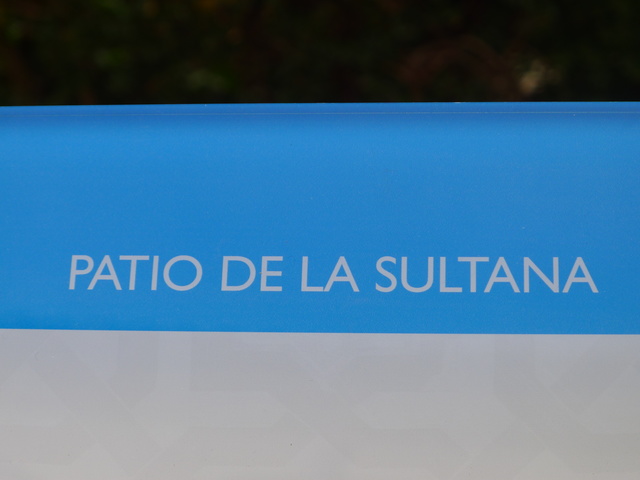 PATIO DE LA SULTANA